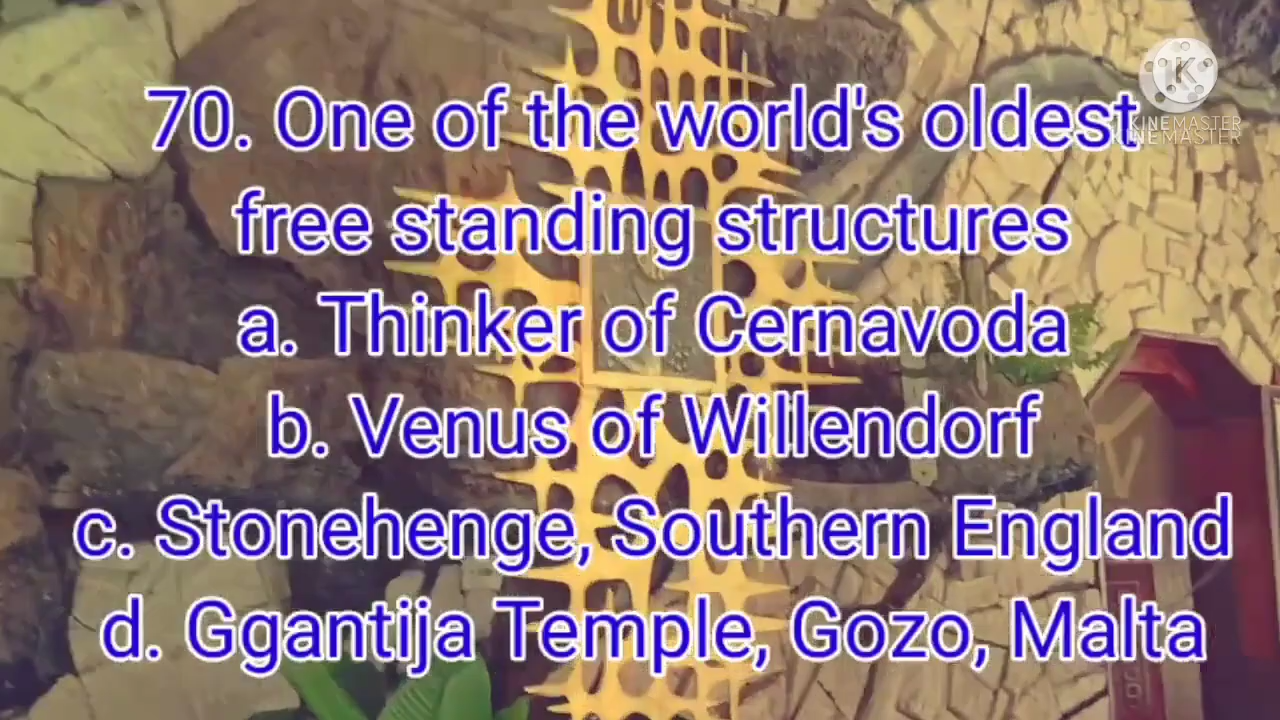 70. One of the world's oldest
free standing structures
a. Thinker of Cernavoda
b. Venus of Willendorf
c. Stonehenge, Southern England
d. Ggantija Temple, Gozo, Malta
K
KINEMASTER
KINEMASTER